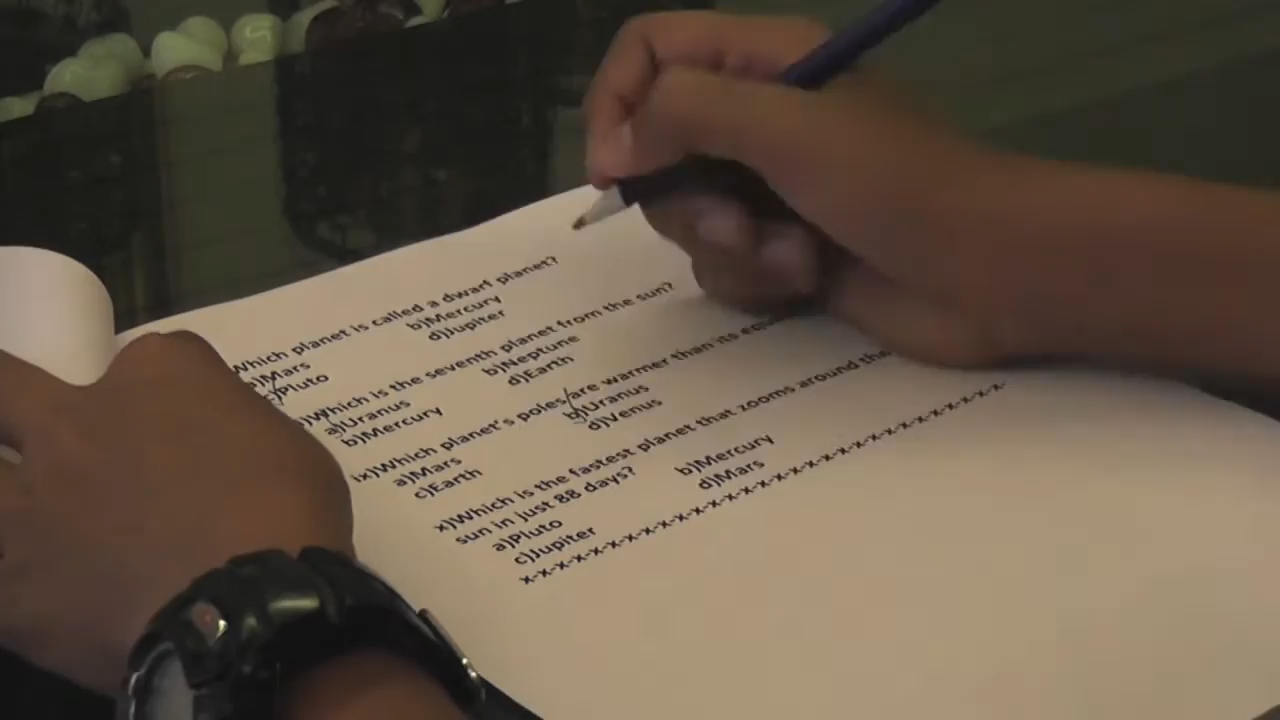 Which planet is called a dwarf planet?
a)Mars b)Mercury
c)Pluto d)Jupiter
)Which is the seventh planet from the sun?
a)Uranus b)Neptune
b)Mercury d)Earth
ix)Which planet's poles are warmer than its
a)Mars b)Uranus
c)Earth d)Venus
x)Which is the fastest planet that zooms around the
sun in just 88 days?
a)Pluto b)Mercury
c)Jupiter d)Mars
x-x-x-x-x-x-x-x-x-x-x-x-x-x-x-x-x-x-x-x-x-x-x-x-x-